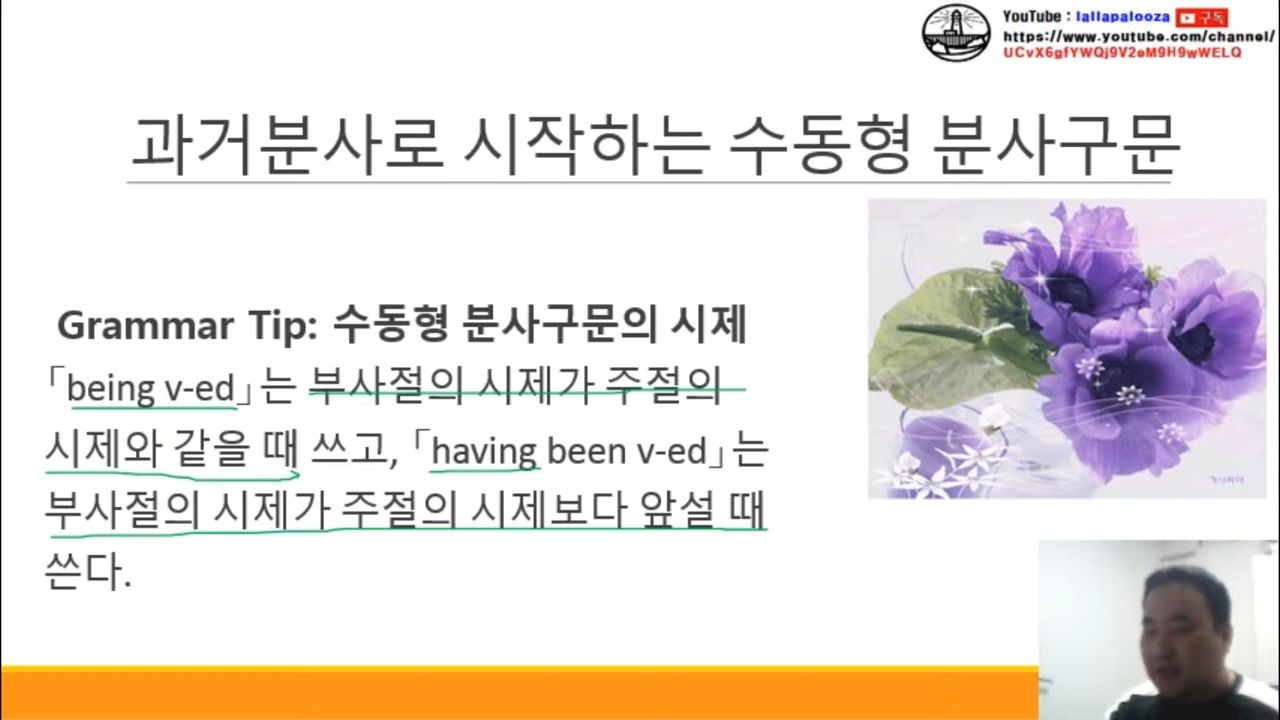 YouTube : lallapalooza 구독
https://www.youtube.com/channel/
UCvX6gfYWQj9V2eM9H9wWELQ
과거분사로 시작하는 수동형 분사구문
Grammar Tip: 수동형 분사구문의 시제
「being v-ed」는 부사절의 시제가 주절의
시제와 같을 때 쓰고, 「having been v-ed」는
부사절의 시제가 주절의 시제보다 앞설 때
쓴다.